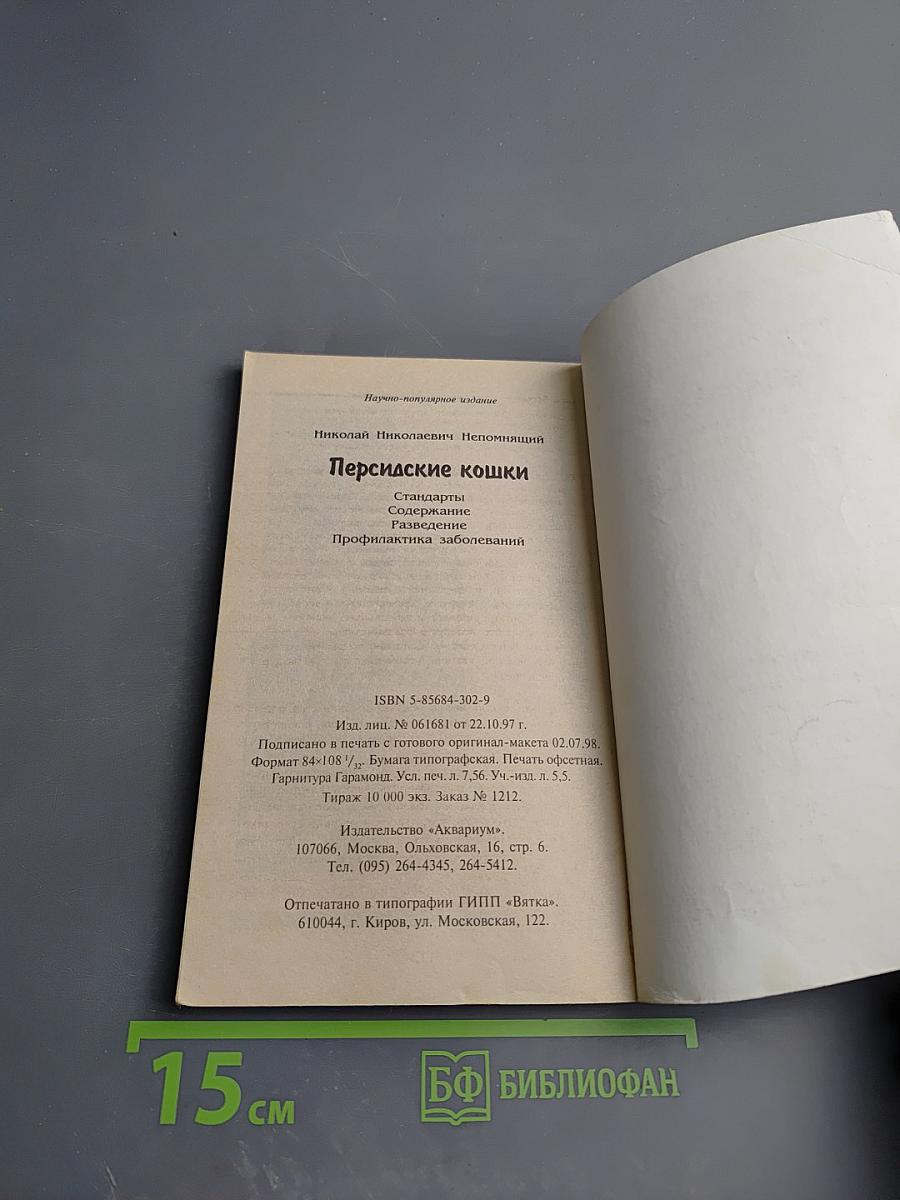 Научно-популярное издание
Николай Николаевич Непомнящий
Персидские кошки
Стандарты
Содержание
Разведение
Профилактика заболеваний
ISBN 5-85684-302-9
Изд. лиц. № 061681 от 22.10.97 г.
Подписано в печать с готового оригинал-макета 02.07.98.
Формат 84×108 1/32. Бумага типографская. Печать офсетная.
Гарнитура Гарамонд. Усл. печ. л. 7,56. Уч.-изд. л. 5,5.
Тираж 10 000 экз. Заказ № 1212.
Издательство «Аквариум».
107066, Москва, Ольховская, 16, стр. 6.
Тел. (095) 264-4345, 264-5412.
Отпечатано в типографии ГИПП «Вятка».
610044, г. Киров, ул. Московская, 122.
15 см
БФ БИБЛИОФАН